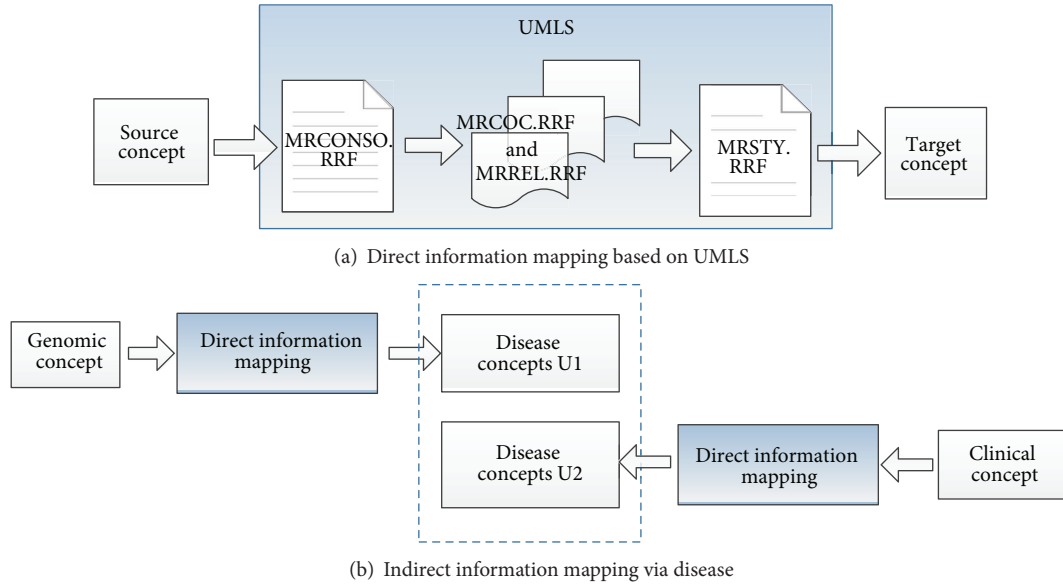 UMLS
Source
concept
MRCONSO.
RRF
MRCOC.RRF
and
MRREL.RRF
MRSTY.
RRF
Target
concept
(a) Direct information mapping based on UMLS
Genomic
concept
Direct information
mapping
Disease
concepts U1
Disease
concepts U2
Direct information
mapping
Clinical
concept
(b) Indirect information mapping via disease